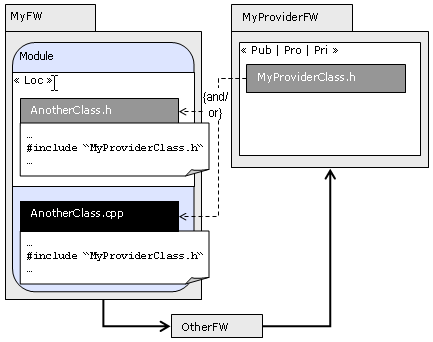 MyFW
MyProviderFW
Module
« Pub | Pro | Pri »
« Loc »
MyProviderClass.h
{and/
or}
AnotherClass.h
…
#include “MyProviderClass.h“
…
AnotherClass.cpp
…
#include “MyProviderClass.h“
…
OtherFW